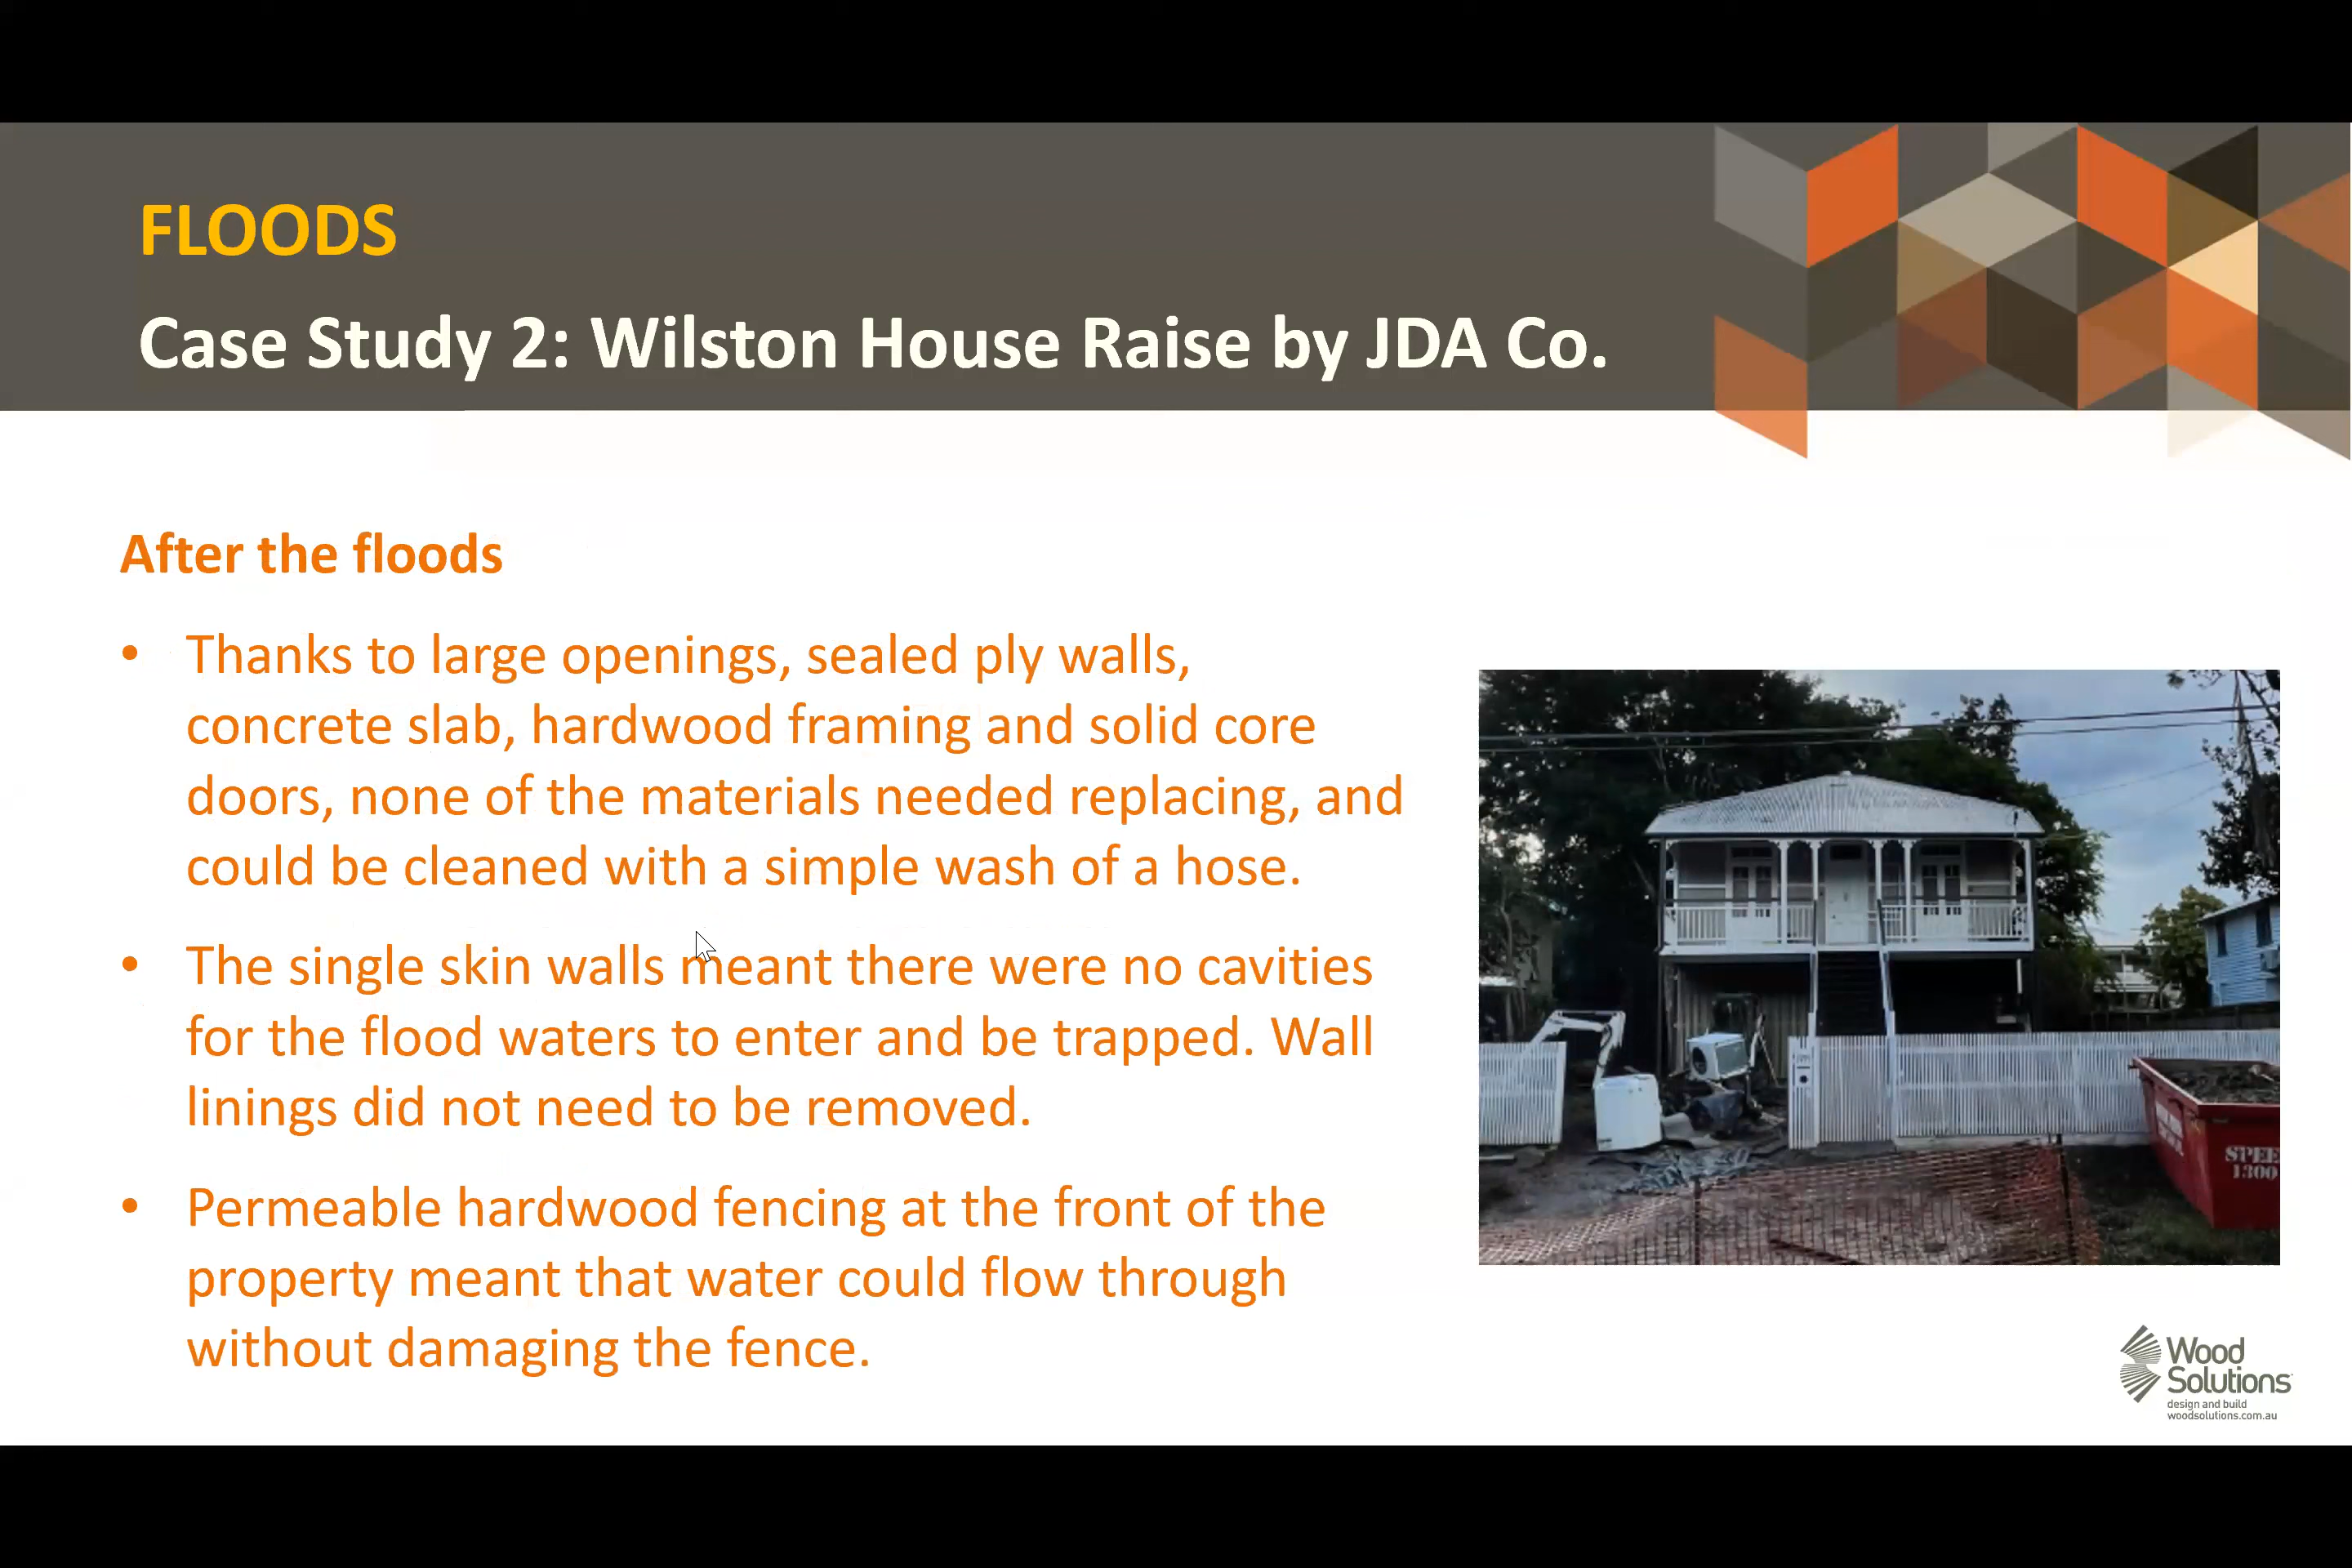 FLOODS
Case Study 2: Wilston House Raise by JDA Co.
After the floods
• Thanks to large openings, sealed ply walls,
concrete slab, hardwood framing and solid core
doors, none of the materials needed replacing, and
could be cleaned with a simple wash of a hose.
• The single skin walls meant there were no cavities
for the flood waters to enter and be trapped. Wall
linings did not need to be removed.
• Permeable hardwood fencing at the front of the
property meant that water could flow through
without damaging the fence.
SPEE
1300
Wood
Solutions
design and build
woodsolutions.com.au